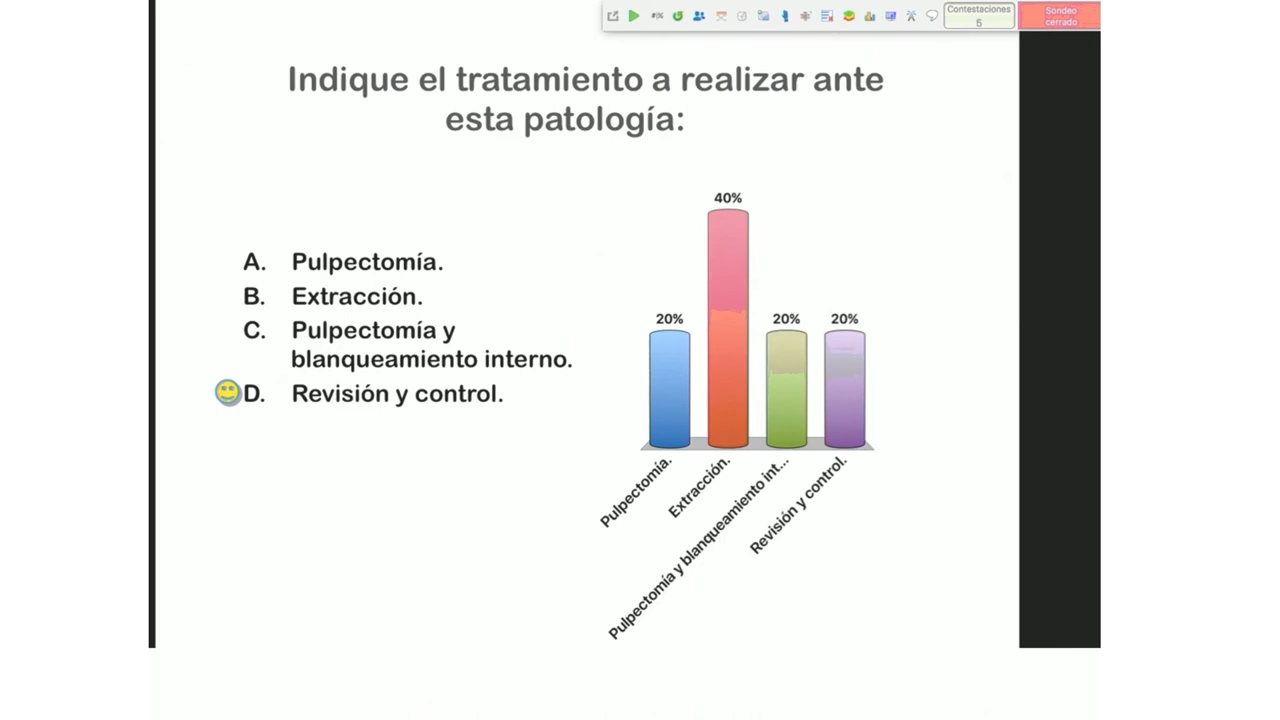 Contestaciones
5
Sondeo
cerrado
Indique el tratamiento a realizar ante
esta patología:
A. Pulpectomía.
B. Extracción.
C. Pulpectomía y
blanqueamiento interno.
D. Revisión y control.
40%
20%
20%
20%
Pulpectomía.
Extracción.
Pulpectomía y blanqueamiento int...
Revisión y control.